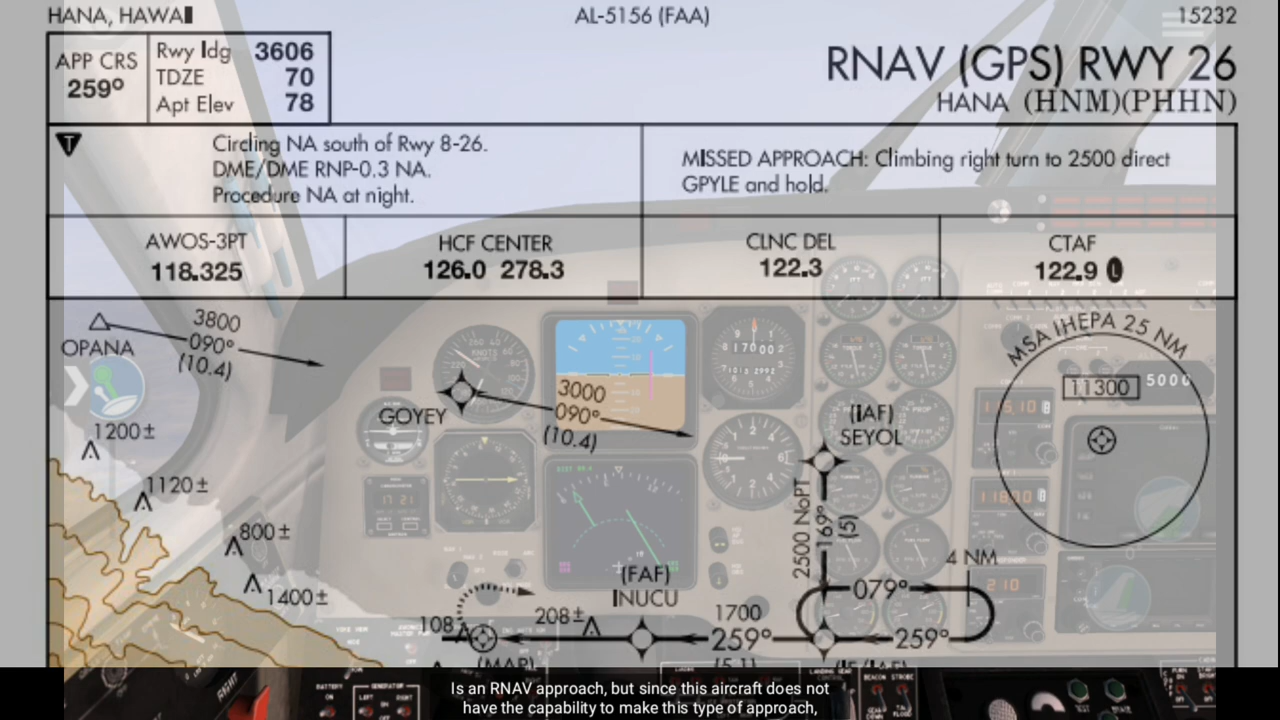 HANA, HAWAII
AL-5156 (FAA)
15232
APP CRS
259°
Rwy ldg 3606
TDZE 70
Apt Elev 78
RNAV (GPS) RWY 26
HANA (HNM)(PHHN)
T
Circling NA south of Rwy 8-26.
DME/DME RNP-0.3 NA.
Procedure NA at night.
MISSED APPROACH: Climbing right turn to 2500 direct
GPYLE and hold.
AWOS-3PT
118.325
HCF CENTER
126.0 278.3
CLNC DEL
122.3
CTAF
122.9 L
OPANA
3800
090°
(10.4)
GOYEY
3000
090°
(10.4)
(IAF)
SEYOL
2500 NoPT
169°
(5)
MSA IHEPA 25 NM
11300
5000
1200±
1120±
800±
1400±
4 NM
079°
(FAF)
INUCU
108
208±
1700
259°
259°
(MAP)
(5.1)
(IF/IAF)
Is an RNAV approach, but since this aircraft does not
have the capability to make this type of approach,